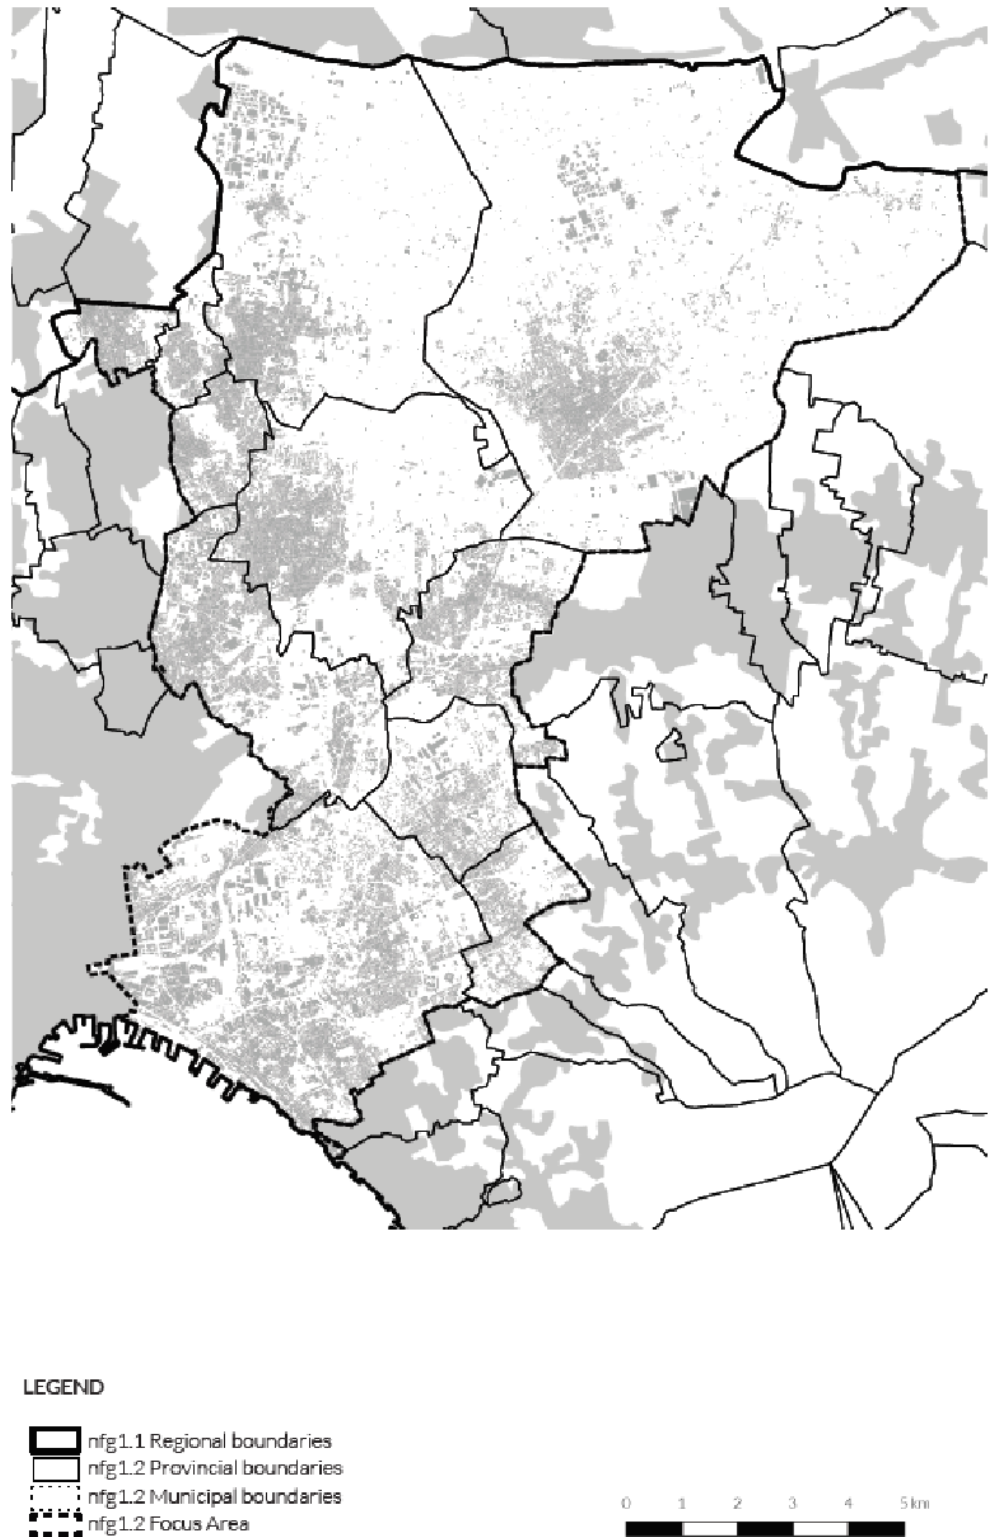 LEGEND
nfg1.1 Regional boundaries
nfg1.2 Provincial boundaries
nfg1.2 Municipal boundaries
nfg1.2 Focus Area
0 1 2 3 4 5 km